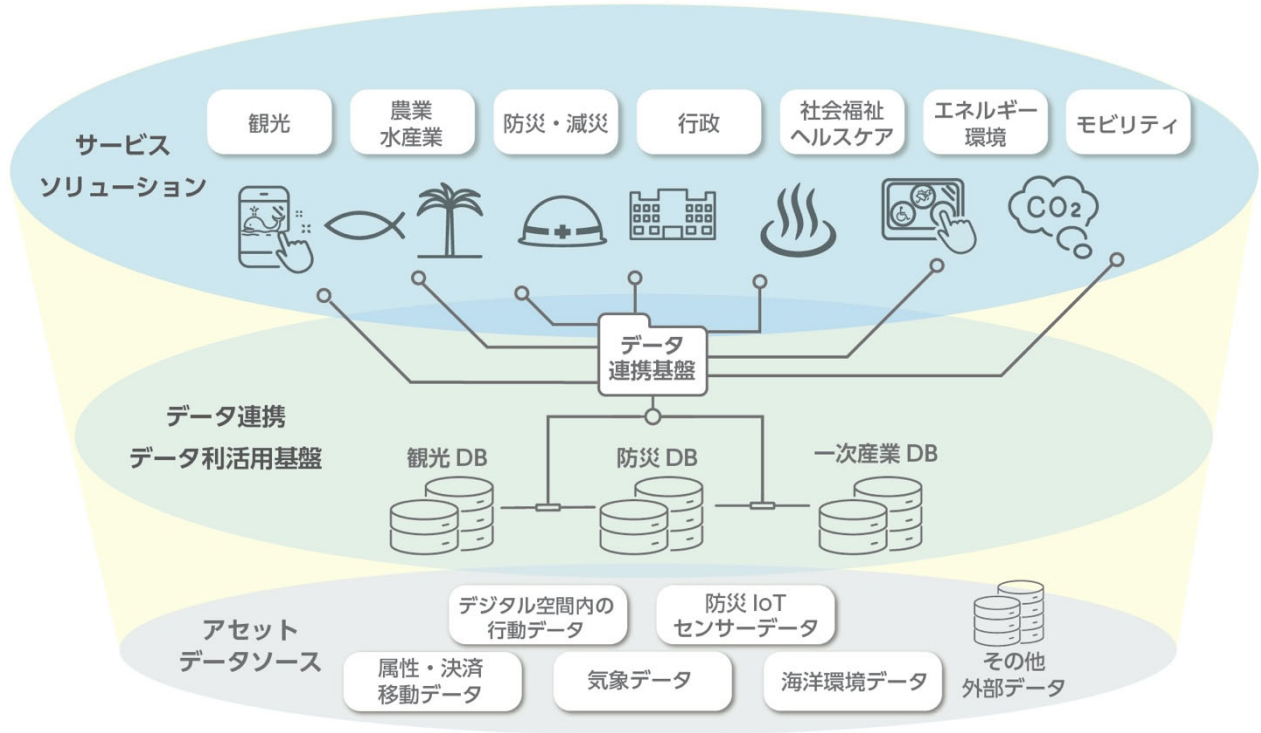 サービス
ソリューション
観光
農業
水産業
防災・減災
行政
社会福祉
ヘルスケア
エネルギー
環境
モビリティ
CO2
データ
連携基盤
データ連携
データ利活用基盤
観光 DB
防災 DB
一次産業 DB
アセット
データソース
デジタル空間内の
行動データ
防災 IoT
センサーデータ
属性・決済
移動データ
気象データ
海洋環境データ
その他
外部データ